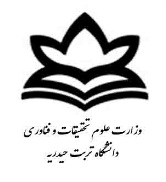 وزارت علوم تحقیقات و فناوری
دانشگاه تربت حیدریه